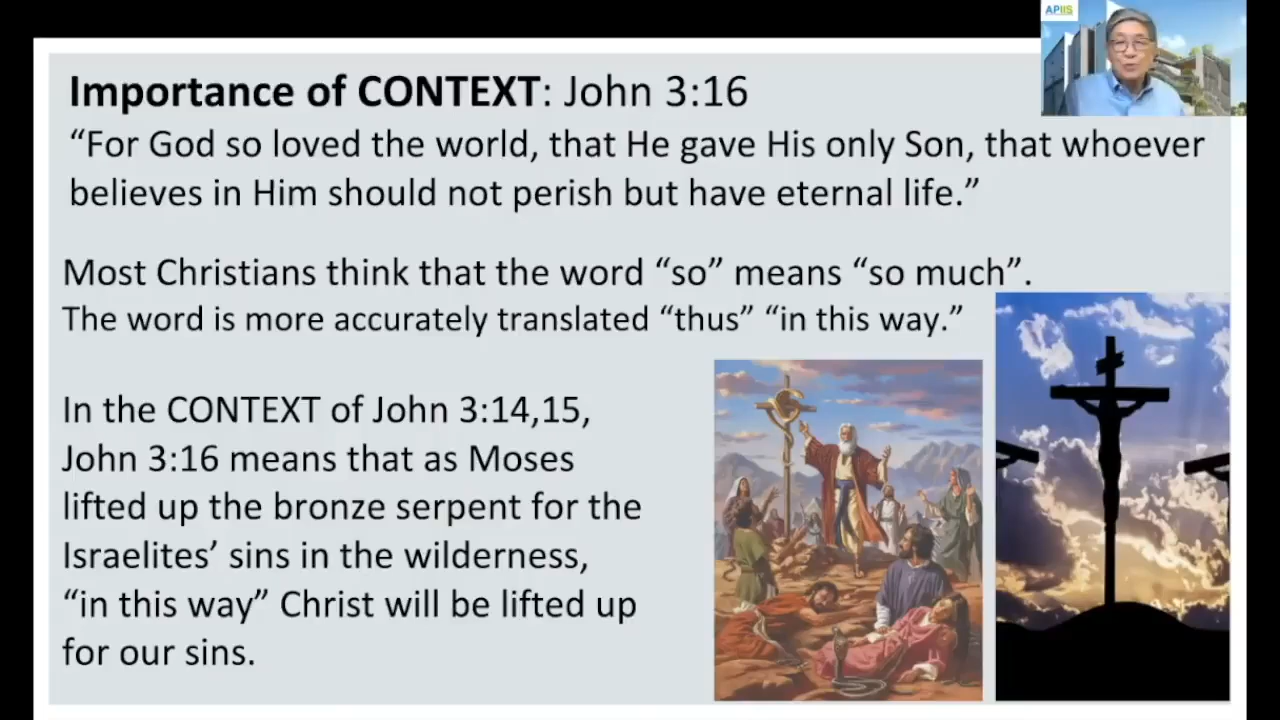 APIIS
Importance of CONTEXT: John 3:16
“For God so loved the world, that He gave His only Son, that whoever
believes in Him should not perish but have eternal life.”
Most Christians think that the word “so” means “so much”.
The word is more accurately translated “thus” “in this way.”
In the CONTEXT of John 3:14,15,
John 3:16 means that as Moses
lifted up the bronze serpent for the
Israelites’ sins in the wilderness,
“in this way” Christ will be lifted up
for our sins.